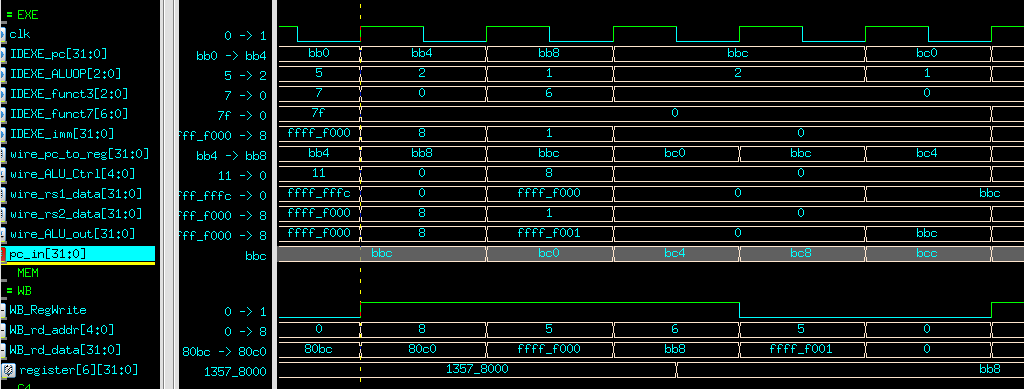 = EXE
clk 0 -> 1
IDEXE_pc[31:0] bb0 -> bb4 bb0 bb4 bb8 bbc bc0
IDEXE_ALUOP[2:0] 5 -> 2 5 2 1 2 1
IDEXE_funct3[2:0] 7 -> 0 7 0 6 0
IDEXE_funct7[6:0] 7f -> 0 7f 0
IDEXE_imm[31:0] fff_f000 -> 8 ffff_f000 8 1 0
wire_pc_to_reg[31:0] bb4 -> bb8 bb4 bb8 bbc bc0 bbc bc4
wire_ALU_Ctrl[4:0] 11 -> 0 11 0 8 0
wire_rs1_data[31:0] fff_fffc -> 0 ffff_fffc 0 ffff_f000 0 bbc
wire_rs2_data[31:0] fff_f000 -> 8 ffff_f000 8 1 0
wire_ALU_out[31:0] fff_f000 -> 8 ffff_f000 8 ffff_f001 0 bbc 0
pc_in[31:0] bbc bbc bc0 bc4 bc8 bcc
MEM
= WB
WB_RegWrite 0 -> 1
WB_rd_addr[4:0] 0 -> 8 0 8 5 6 5 0
WB_rd_data[31:0] 80bc -> 80c0 80bc 80c0 ffff_f000 bb8 ffff_f001 0
register[6][31:0] 1357_8000 1357_8000 bb8